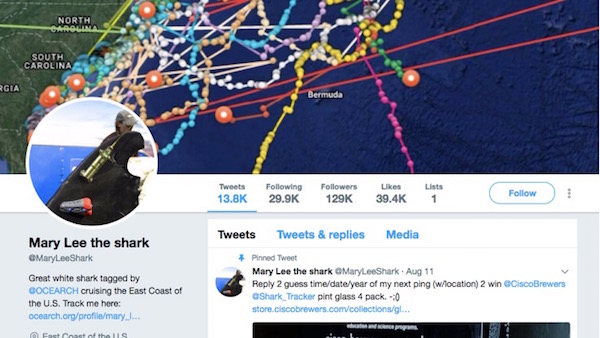 NORTH
CAROLINA
SOUTH
CAROLINA
RGIA
Bermuda
Tweets Following Followers Likes Lists
13.8K 29.9K 129K 39.4K 1
Follow
Mary Lee the shark
@MaryLeeShark
Great white shark tagged by
@OCEARCH cruising the East Coast of
the U.S. Track me here:
ocearch.org/profile/mary_l...
East Coast of the U.S.
Tweets Tweets & replies Media
Pinned Tweet
Mary Lee the shark @MaryLeeShark · Aug 11
Reply 2 guess time/date/year of my next ping (w/location) 2 win @CiscoBrewers
@Shark_Tracker pint glass 4 pack. -;()
store.ciscobrewers.com/collections/gl...
education and science programs.